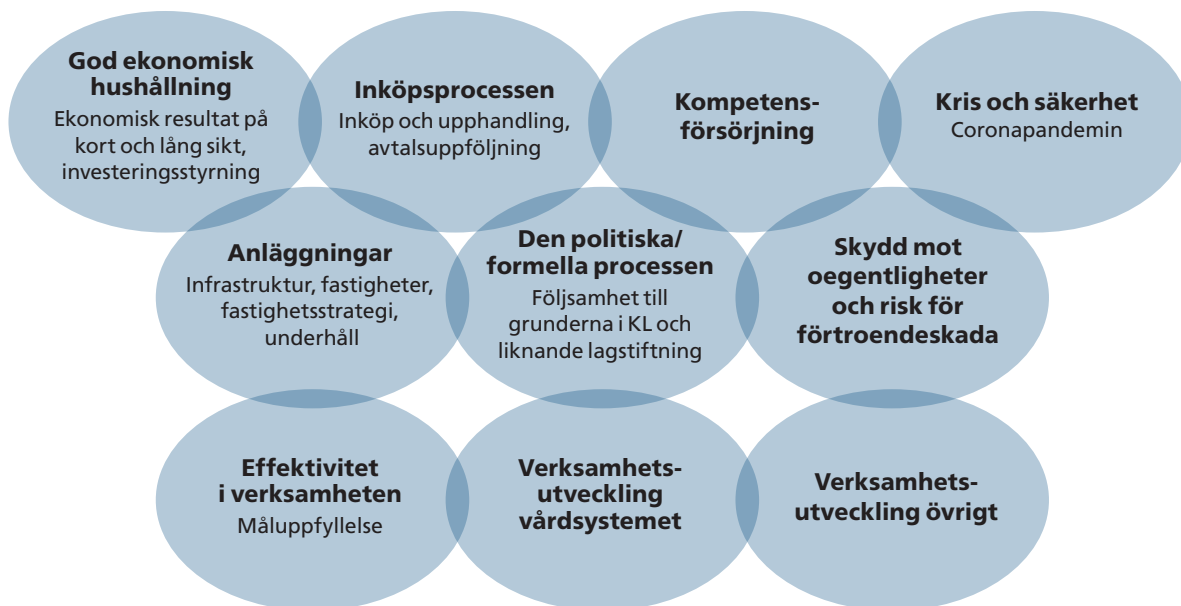 God ekonomisk
hushållning
Ekonomisk resultat på
kort och lång sikt,
investeringsstyrning
Inköpsprocessen
Inköp och upphandling,
avtalsuppföljning
Kompetens-
försörjning
Kris och säkerhet
Coronapandemin
Anläggningar
Infrastruktur, fastigheter,
fastighetsstrategi,
underhåll
Den politiska/
formella processen
Följsamhet till
grunderna i KL och
liknande lagstiftning
Skydd mot
oegentligheter
och risk för
förtroendeskada
Effektivitet
i verksamheten
Måluppfyllelse
Verksamhets-
utveckling
vårdsystemet
Verksamhets-
utveckling övrigt